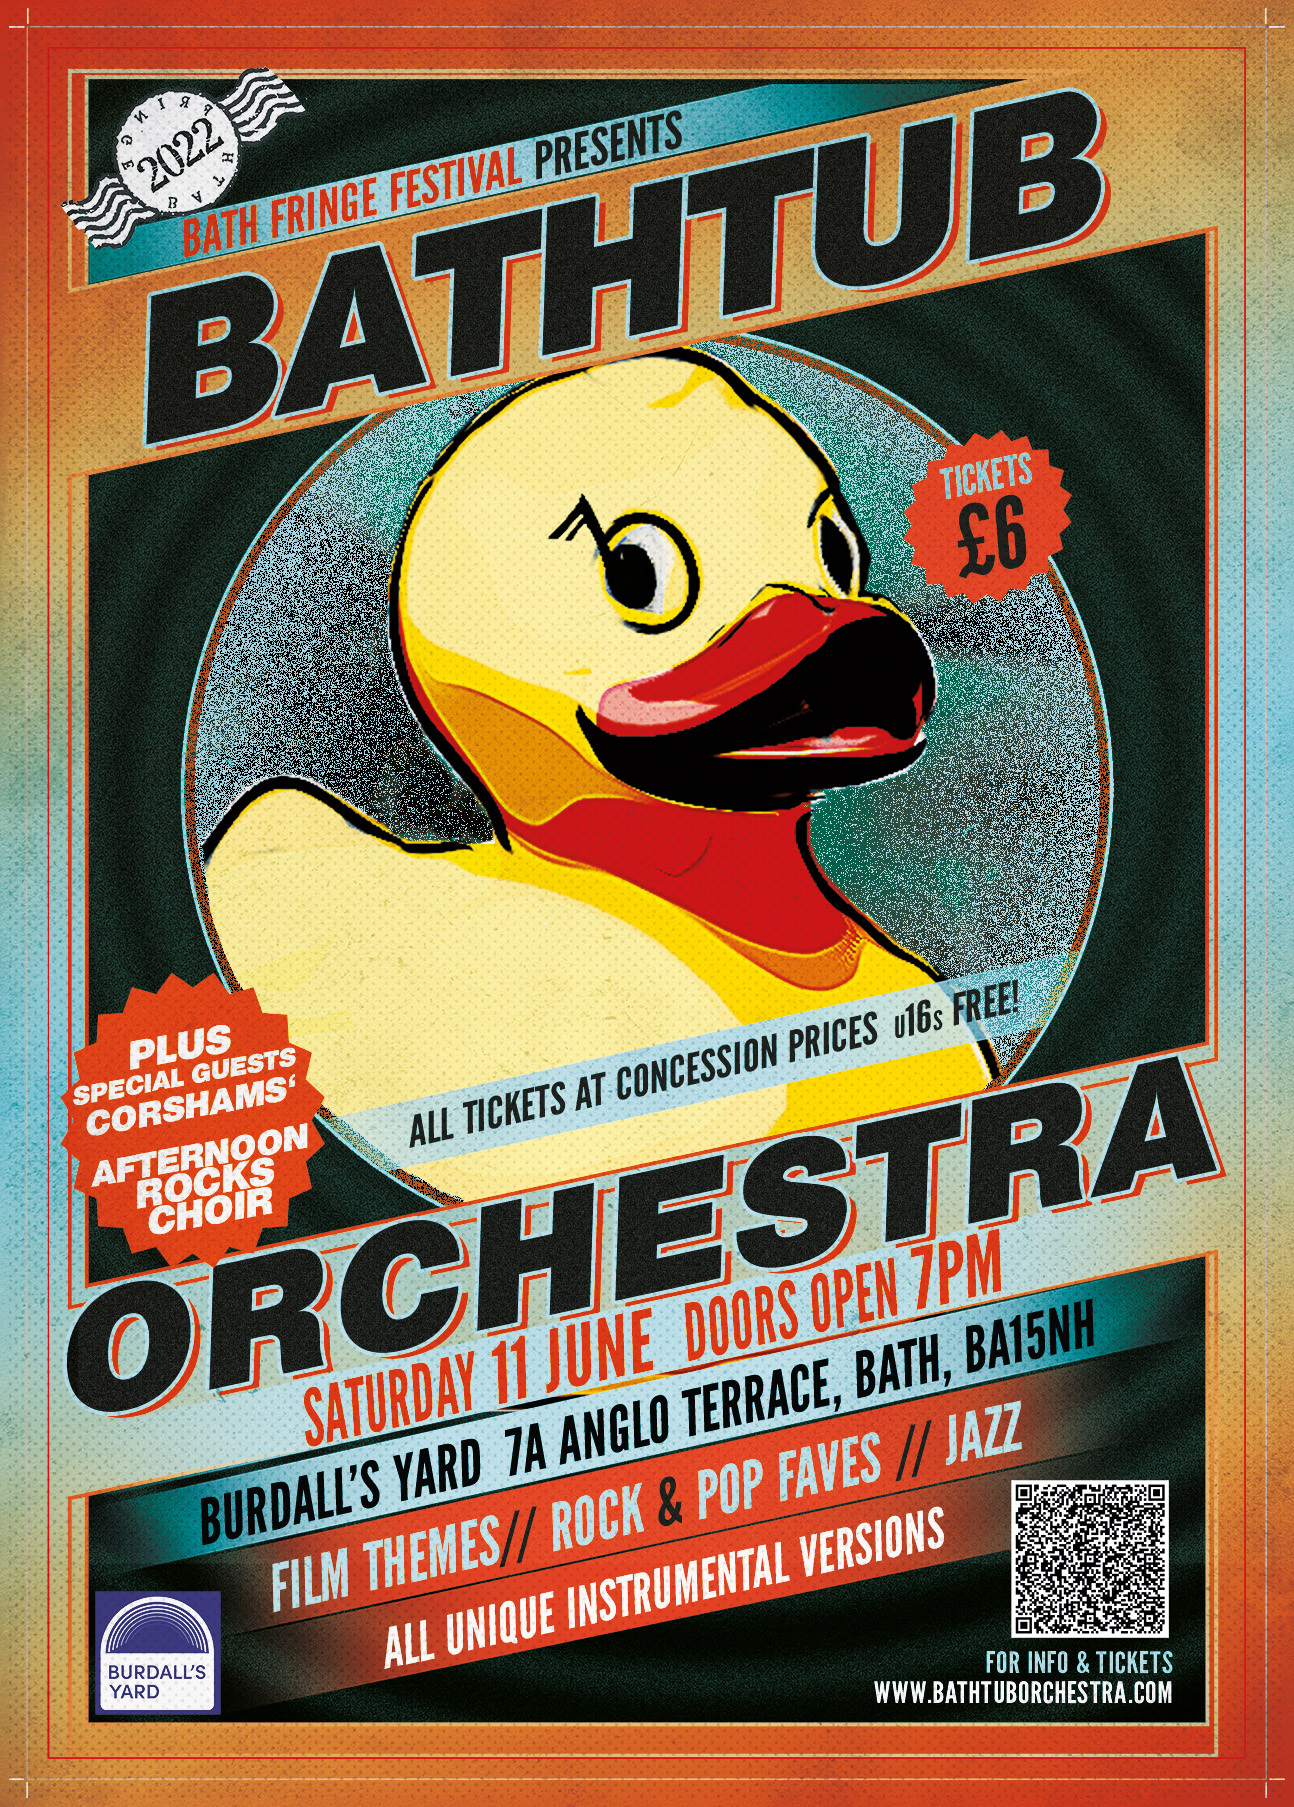 BATH FRINGE
2022
BATH FRINGE FESTIVAL PRESENTS
BATHTUB
TICKETS
£6
ALL TICKETS AT CONCESSION PRICES u16s FREE!
PLUS
SPECIAL GUESTS
CORSHAMS‘
AFTERNOON
ROCKS
CHOIR
ORCHESTRA
SATURDAY 11 JUNE DOORS OPEN 7PM
BURDALL’S YARD 7A ANGLO TERRACE, BATH, BA15NH
FILM THEMES// ROCK & POP FAVES // JAZZ
ALL UNIQUE INSTRUMENTAL VERSIONS
BURDALL’S
YARD
FOR INFO & TICKETS
WWW.BATHTUBORCHESTRA.COM